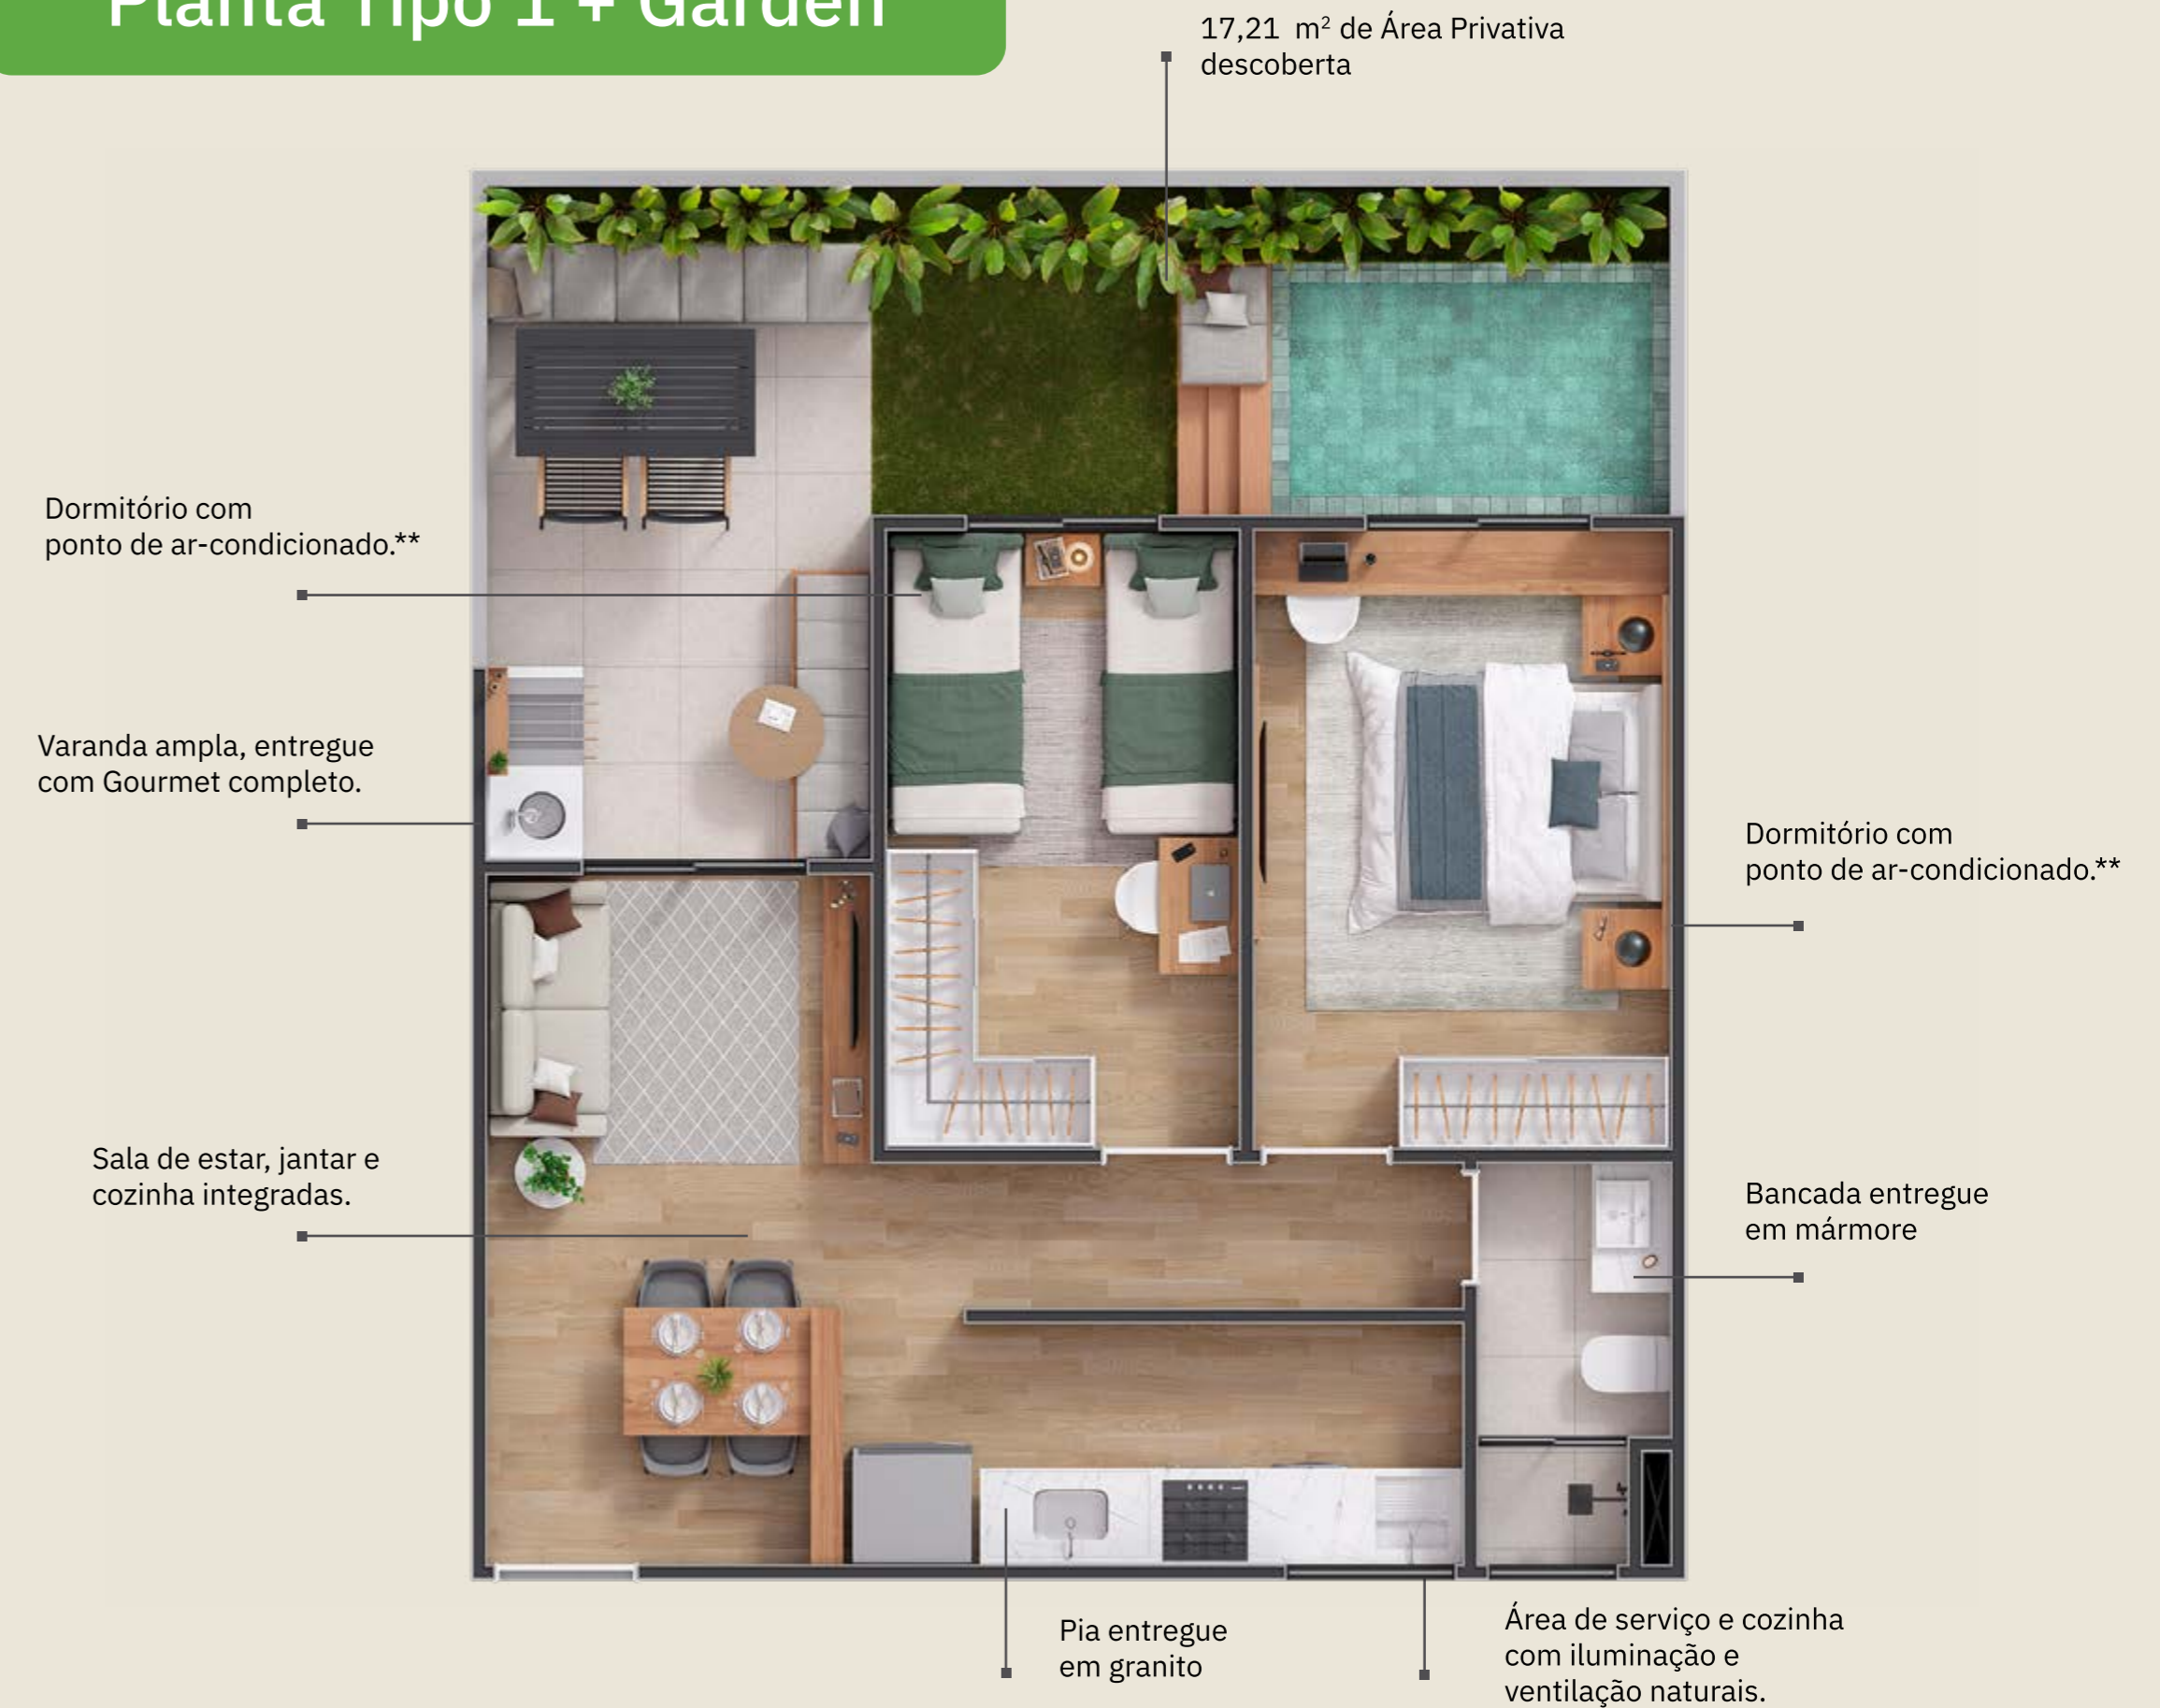 Planta Tipo 1 + Garden
17,21 m² de Área Privativa
descoberta
Dormitório com
ponto de ar-condicionado.**
Varanda ampla, entregue
com Gourmet completo.
Dormitório com
ponto de ar-condicionado.**
Sala de estar, jantar e
cozinha integradas.
Bancada entregue
em mármore
Pia entregue
em granito
Área de serviço e cozinha
com iluminação e
ventilação naturais.